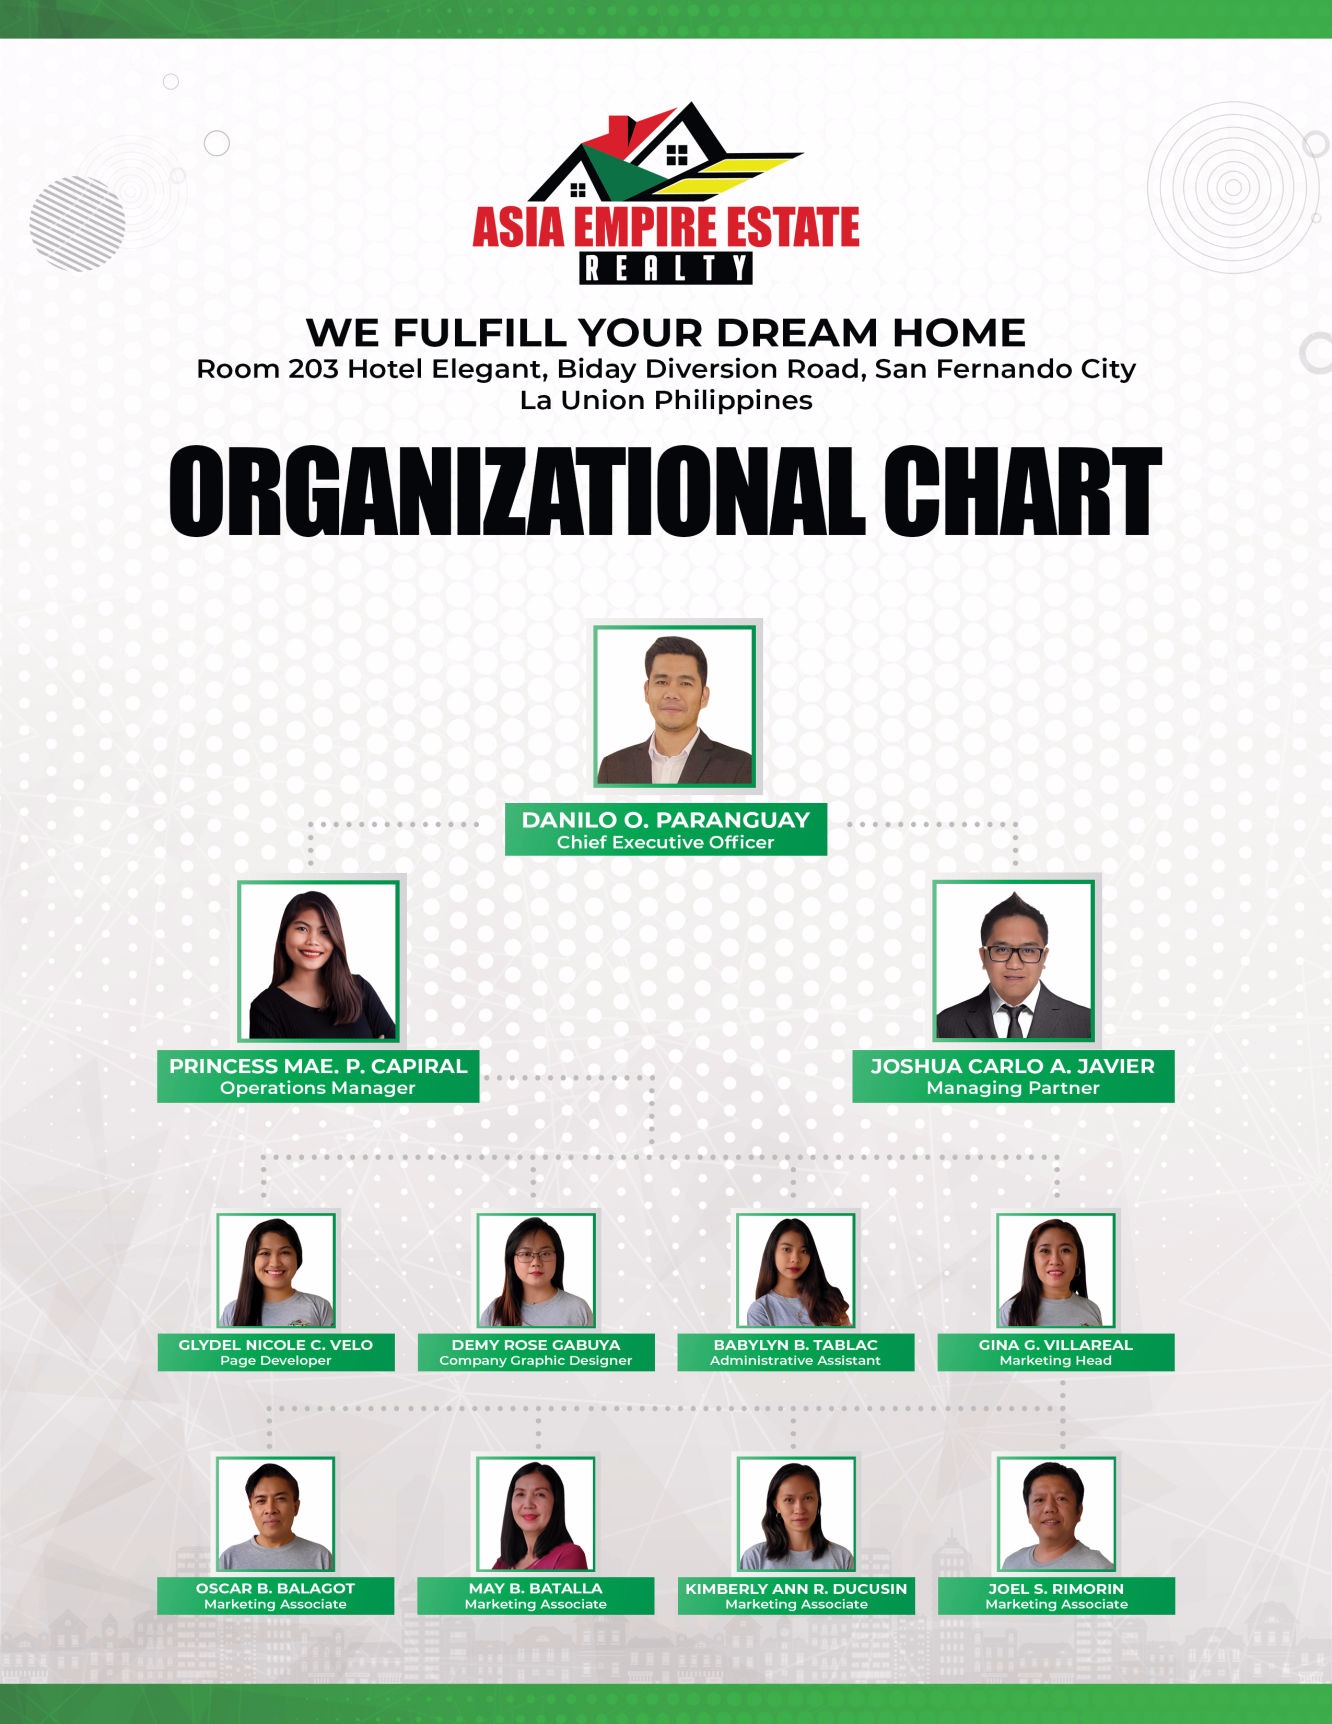 ASIA EMPIRE ESTATE
REALTY
WE FULFILL YOUR DREAM HOME
Room 203 Hotel Elegant, Biday Diversion Road, San Fernando City
La Union Philippines
ORGANIZATIONAL CHART
DANILO O. PARANGUAY
Chief Executive Officer
PRINCESS MAE. P. CAPIRAL
Operations Manager
JOSHUA CARLO A. JAVIER
Managing Partner
GLYDEL NICOLE C. VELO
Page Developer
DEMY ROSE GABUYA
Company Graphic Designer
BABYLYN B. TABLAC
Administrative Assistant
GINA G. VILLAREAL
Marketing Head
OSCAR B. BALAGOT
Marketing Associate
MAY B. BATALLA
Marketing Associate
KIMBERLY ANN R. DUCUSIN
Marketing Associate
JOEL S. RIMORIN
Marketing Associate